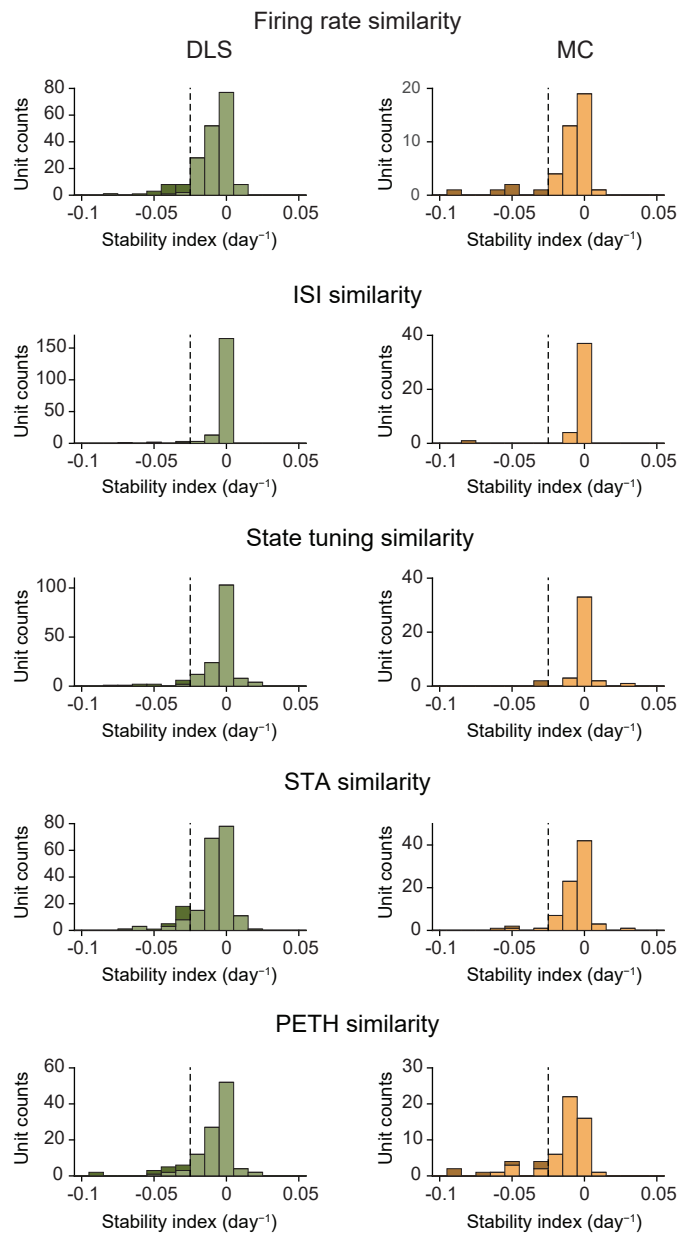 Firing rate similarity
DLS MC
Unit counts
80
60
40
20
0
-0.1 -0.05 0 0.05
Stability index (day⁻¹)
Unit counts
20
10
0
-0.1 -0.05 0 0.05
Stability index (day⁻¹)
ISI similarity
Unit counts
150
100
50
0
-0.1 -0.05 0 0.05
Stability index (day⁻¹)
Unit counts
40
20
0
-0.1 -0.05 0 0.05
Stability index (day⁻¹)
State tuning similarity
Unit counts
100
50
0
-0.1 -0.05 0 0.05
Stability index (day⁻¹)
Unit counts
40
20
0
-0.1 -0.05 0 0.05
Stability index (day⁻¹)
STA similarity
Unit counts
80
60
40
20
0
-0.1 -0.05 0 0.05
Stability index (day⁻¹)
Unit counts
40
20
0
-0.1 -0.05 0 0.05
Stability index (day⁻¹)
PETH similarity
Unit counts
60
40
20
0
-0.1 -0.05 0 0.05
Stability index (day⁻¹)
Unit counts
30
20
10
0
-0.1 -0.05 0 0.05
Stability index (day⁻¹)